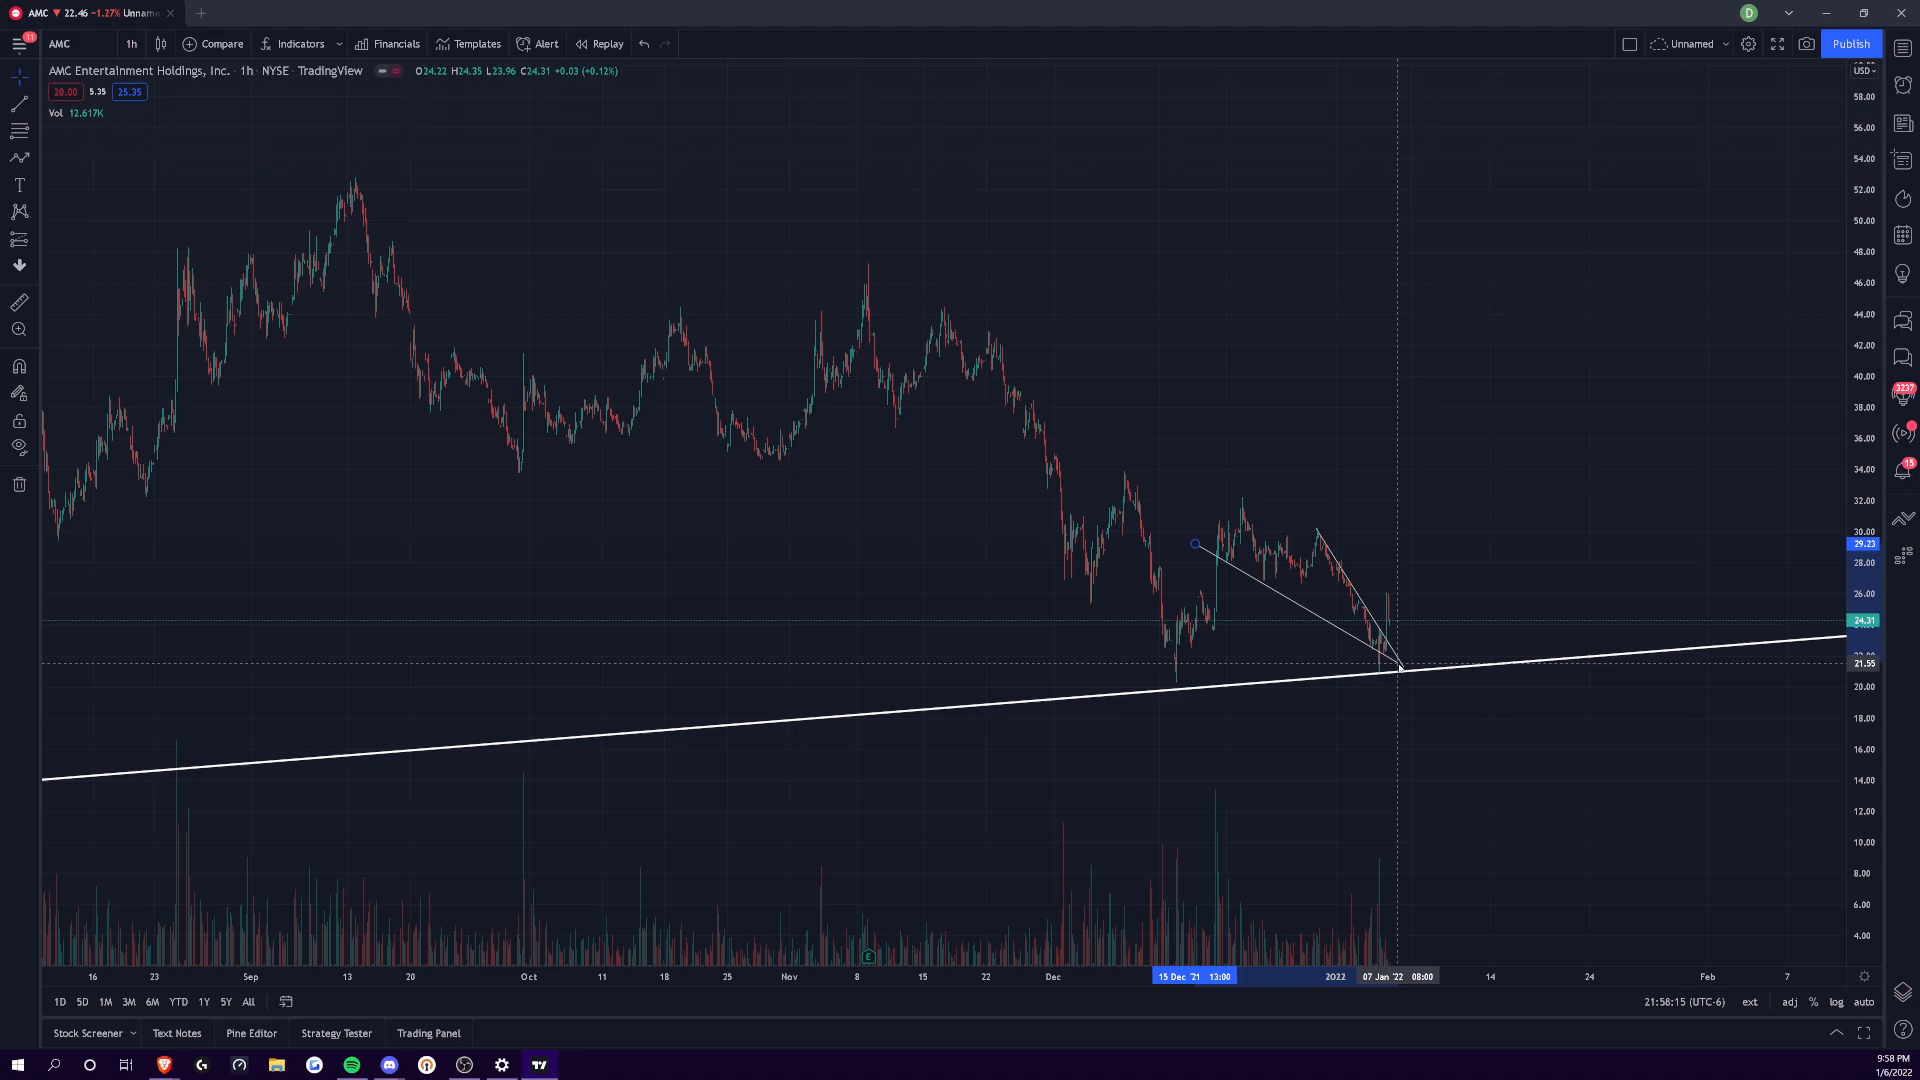 AMC ▼ 22.46 −1.27% Unname
D
11
AMC 1h Compare Indicators Financials Templates Alert Replay Unnamed Publish
AMC Entertainment Holdings, Inc. · 1h · NYSE · TradingView O24.22 H24.35 L23.96 C24.31 +0.03 (+0.12%)
USD
20.00 5.35 25.35
Vol 12.617K
58.00
56.00
54.00
52.00
50.00
48.00
46.00
44.00
42.00
40.00
38.00
36.00
34.00
32.00
30.00
29.23
28.00
26.00
24.31
21.55
20.00
18.00
16.00
14.00
12.00
10.00
8.00
6.00
4.00
3237
15
E
16 23 Sep 13 20 Oct 11 18 25 Nov 8 15 22 Dec 15 Dec '21 13:00 2022 07 Jan '22 08:00 14 24 Feb 7
1D 5D 1M 3M 6M YTD 1Y 5Y All 21:58:15 (UTC-6) ext adj % log auto
Stock Screener Text Notes Pine Editor Strategy Tester Trading Panel
9:58 PM
1/6/2022